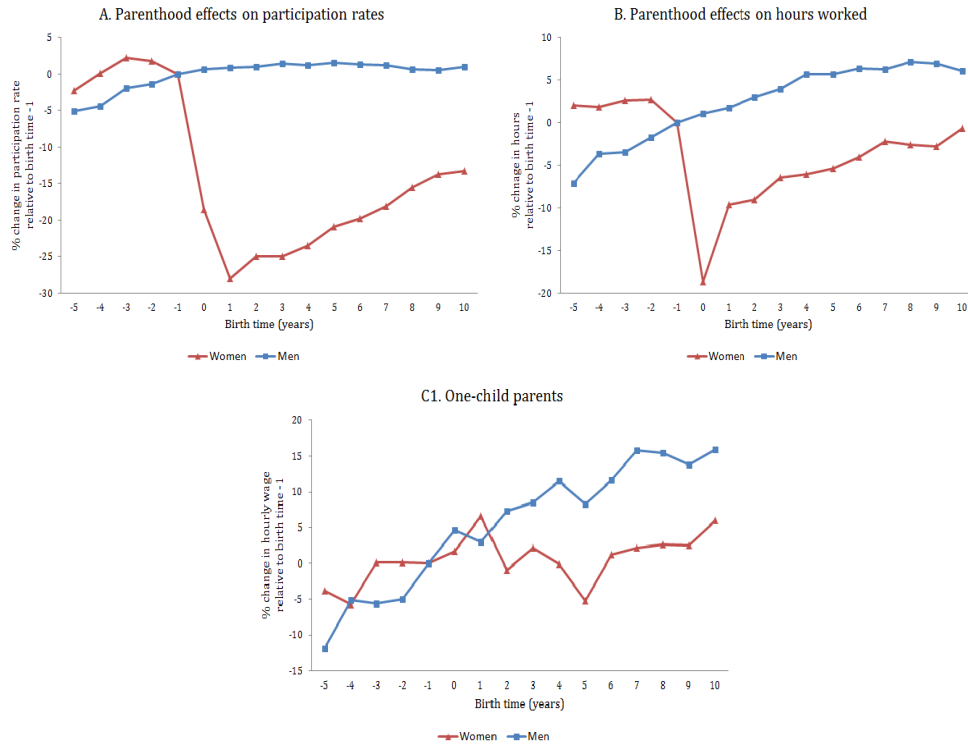 A. Parenthood effects on participation rates
% change in participation rate
relative to birth time -1
5
0
-5
-10
-15
-20
-25
-30
-5 -4 -3 -2 -1 0 1 2 3 4 5 6 7 8 9 10
Birth time (years)
Women Men
B. Parenthood effects on hours worked
% chnage in hours
relative to birth time -1
10
5
0
-5
-10
-15
-20
-5 -4 -3 -2 -1 0 1 2 3 4 5 6 7 8 9 10
Birth time (years)
Women Men
C1. One-child parents
% change in hourly wage
relative to birth time -1
20
15
10
5
0
-5
-10
-15
-5 -4 -3 -2 -1 0 1 2 3 4 5 6 7 8 9 10
Birth time (years)
Women Men